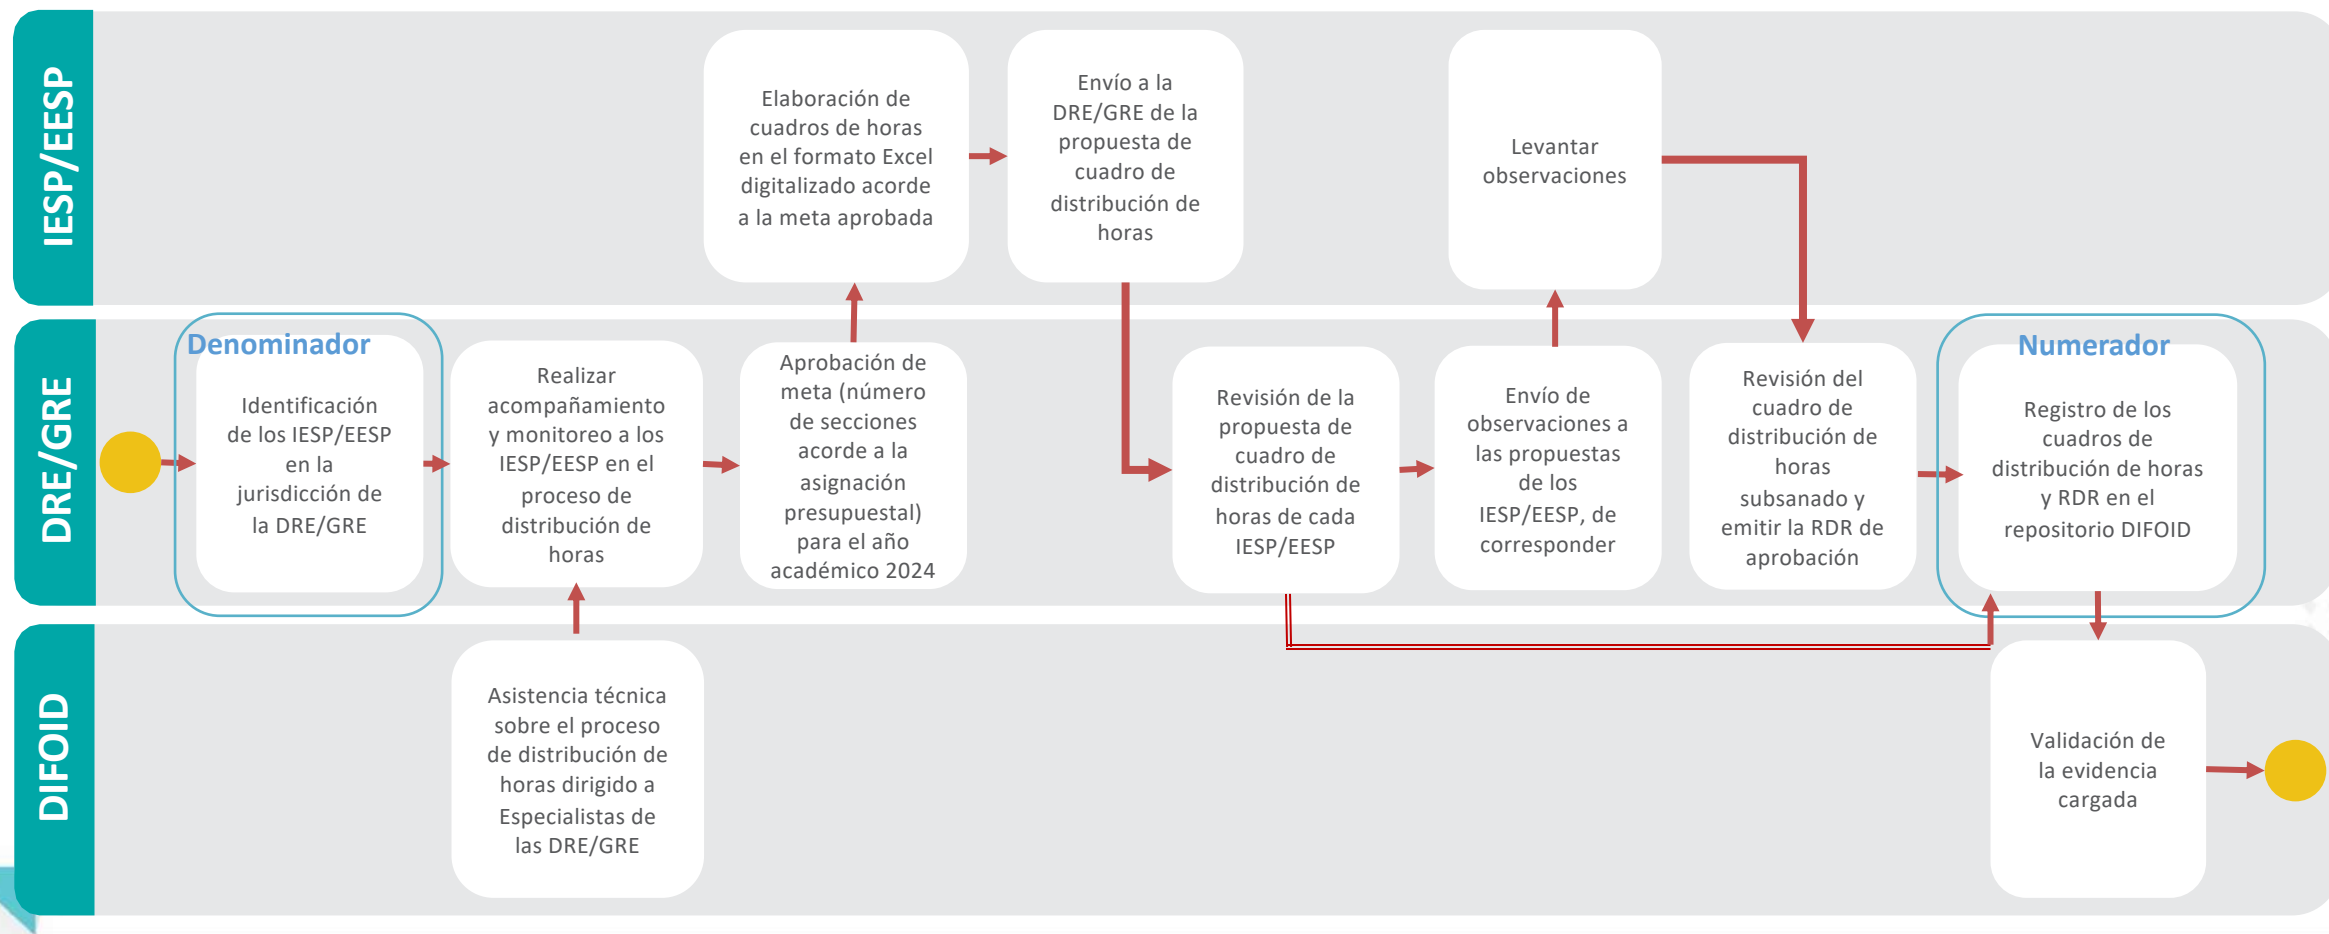 IESP/EESP
Elaboración de
cuadros de horas
en el formato Excel
digitalizado acorde
a la meta aprobada
Envío a la
DRE/GRE de la
propuesta de
cuadro de
distribución de
horas
Levantar
observaciones
DRE/GRE
Denominador
Identificación
de los IESP/EESP
en la
jurisdicción de
la DRE/GRE
Realizar
acompañamiento
y monitoreo a los
IESP/EESP en el
proceso de
distribución de
horas
Aprobación de
meta (número
de secciones
acorde a la
asignación
presupuestal)
para el año
académico 2024
Revisión de la
propuesta de
cuadro de
distribución de
horas de cada
IESP/EESP
Envío de
observaciones a
las propuestas
de los
IESP/EESP, de
corresponder
Revisión del
cuadro de
distribución de
horas
subsanado y
emitir la RDR de
aprobación
Numerador
Registro de los
cuadros de
distribución de horas
y RDR en el
repositorio DIFOID
DIFOID
Asistencia técnica
sobre el proceso
de distribución de
horas dirigido a
Especialistas de
las DRE/GRE
Validación de
la evidencia
cargada